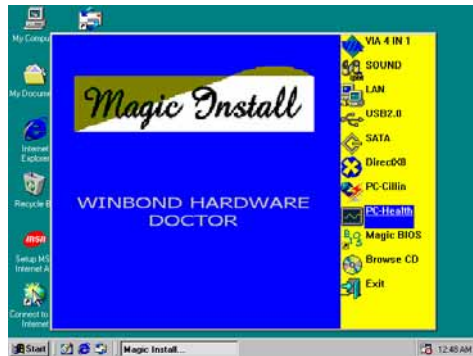 My Compu
My Docume
Internet
Explorer
Recycle B
msn
Setup MS
Internet A
Connect to
Internet
Magic Install
WINBOND HARDWARE
DOCTOR
VIA 4 IN 1
SOUND
LAN
USB2.0
SATA
DirectX8
PC-Cillin
PC-Health
Magic BIOS
Browse CD
Exit
Start
Magic Install...
12:48 AM